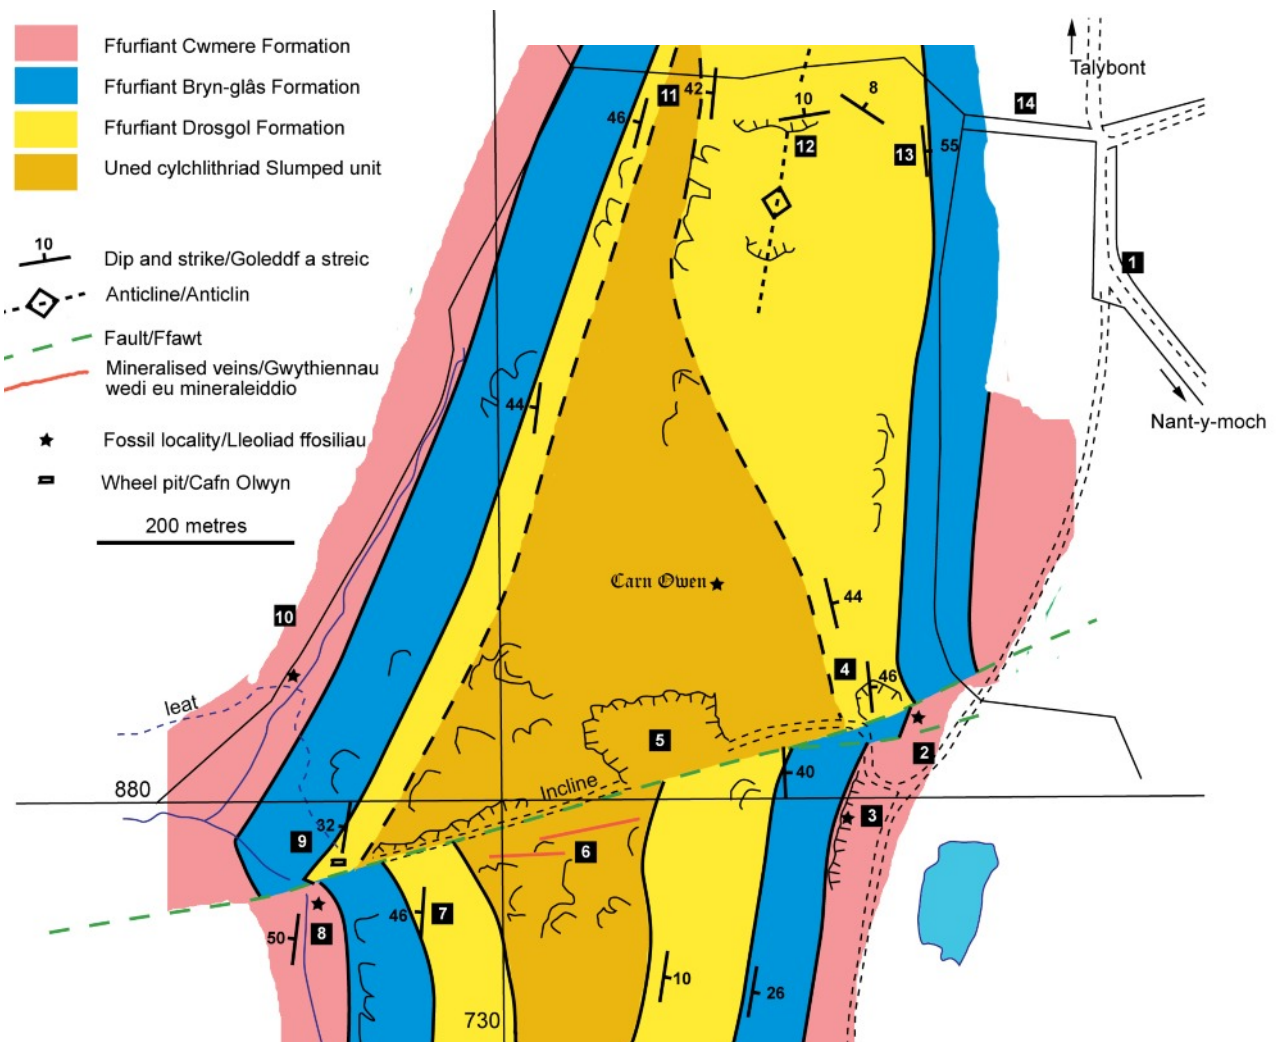 Ffurfiant Cwmere Formation
Ffurfiant Bryn-glâs Formation
Ffurfiant Drosgol Formation
Uned cylchlithriad Slumped unit
10
Dip and strike/Goleddf a streic
Anticline/Anticlin
Fault/Ffawt
Mineralised veins/Gwythiennau
wedi eu mineraleiddio
Fossil locality/Lleoliad ffosiliau
Wheel pit/Cafn Olwyn
200 metres
Talybont
14
11
42
10
8
46
12
13
55
1
Nant-y-moch
44
Carn Owen
44
10
4
46
leat
5
2
40
880
Incline
3
32
9
6
46
7
50
8
10
26
730